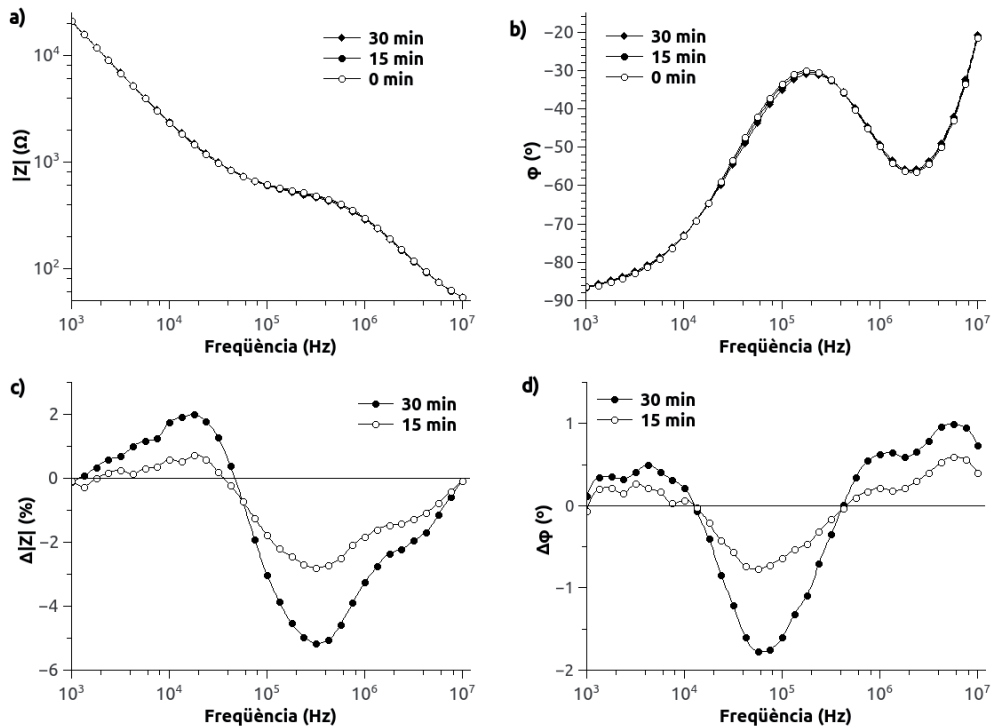 a)
30 min
15 min
0 min
10⁴
10³
10²
|Z| (Ω)
10³ 10⁴ 10⁵ 10⁶ 10⁷
Freqüència (Hz)
b)
30 min
15 min
0 min
−20
−30
−40
−50
−60
−70
−80
−90
φ (º)
10³ 10⁴ 10⁵ 10⁶ 10⁷
Freqüència (Hz)
c)
30 min
15 min
2
0
−2
−4
−6
Δ|Z| (%)
10³ 10⁴ 10⁵ 10⁶ 10⁷
Freqüència (Hz)
d)
30 min
15 min
1
0
−1
−2
Δφ (º)
10³ 10⁴ 10⁵ 10⁶ 10⁷
Freqüència (Hz)